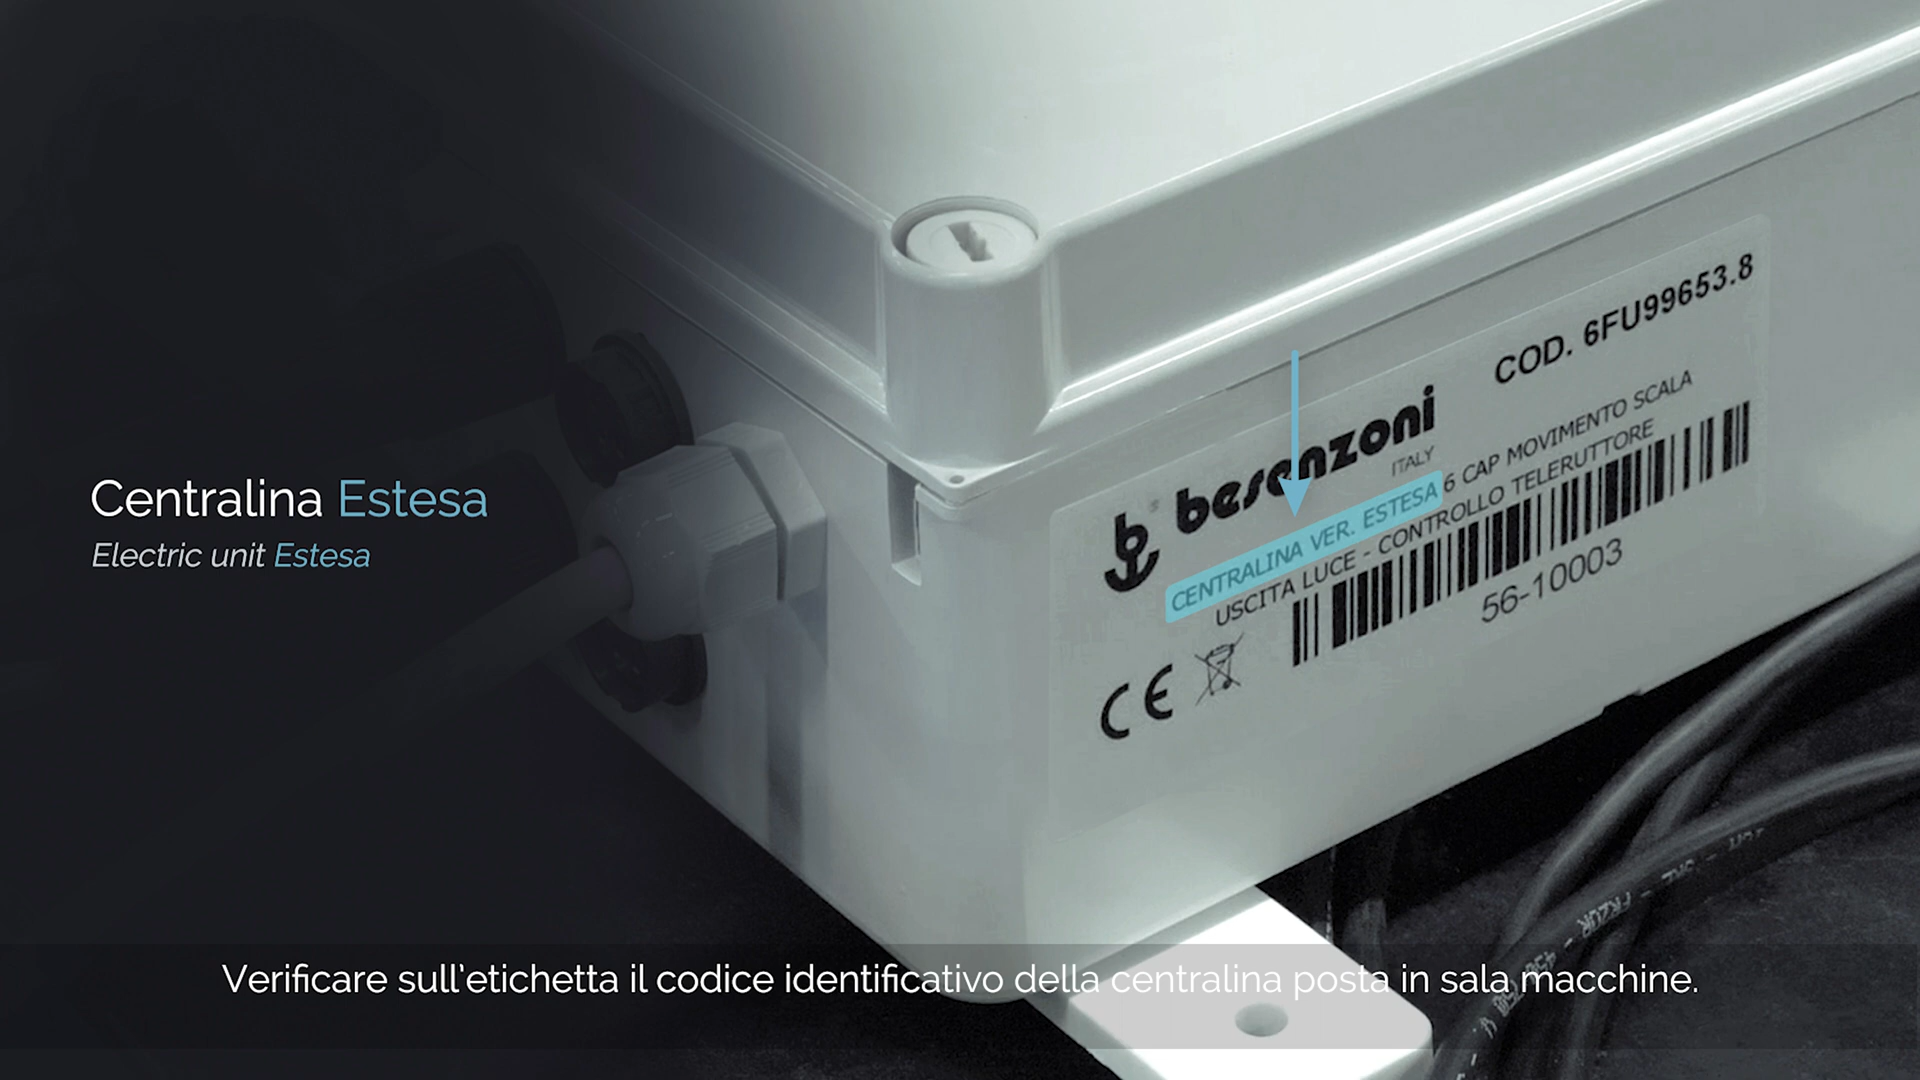 Centralina Estesa
Electric unit Estesa
COD. 6FU99653.8
b besenzoni
ITALY
CENTRALINA VER. ESTESA 6 CAP MOVIMENTO SCALA
USCITA LUCE - CONTROLLO TELERUTTORE
56-10003
CE
Verificare sull'etichetta il codice identificativo della centralina posta in sala macchine.